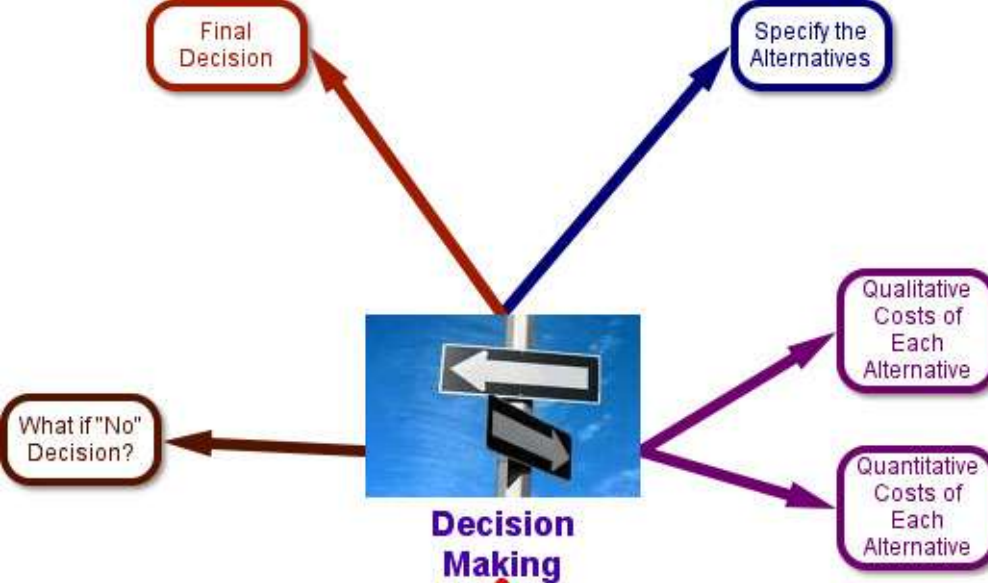 Final
Decision
Specify the
Alternatives
Qualitative
Costs of
Each
Alternative
What if "No"
Decision?
Quantitative
Costs of
Each
Alternative
Decision
Making